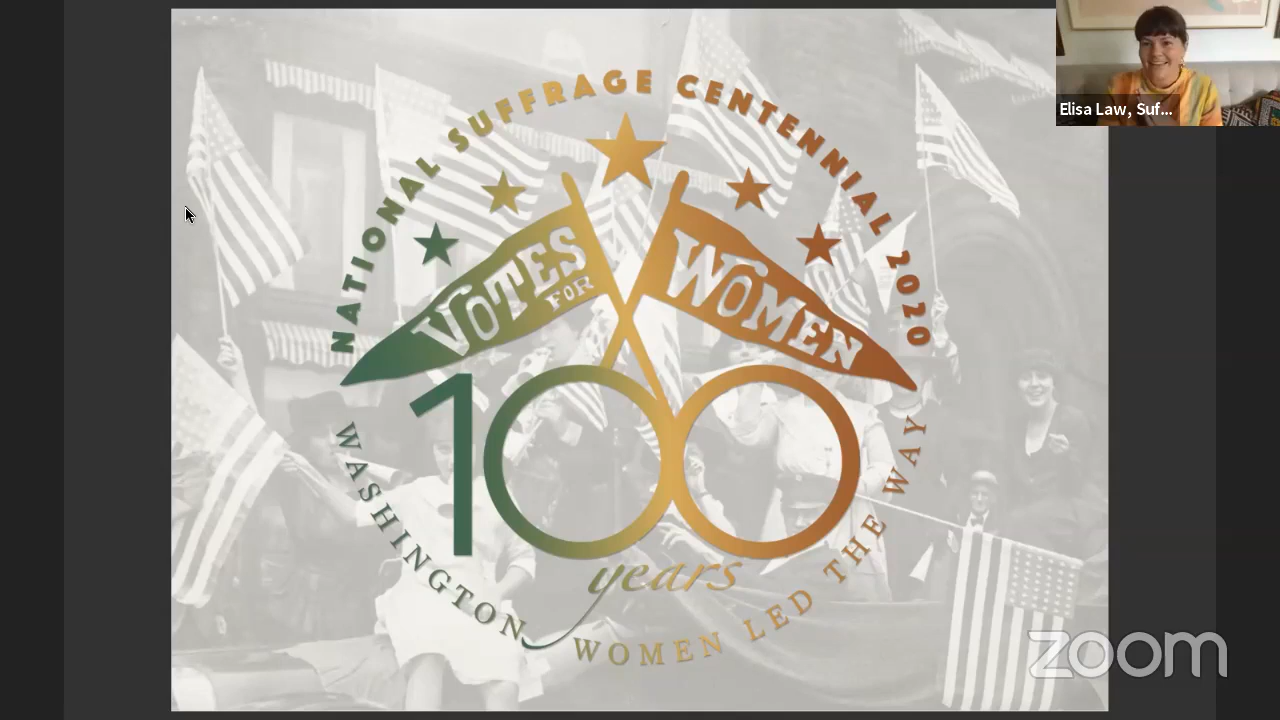 Elisa Law, Suf...
NATIONAL SUFFRAGE CENTENNIAL 2020
VOTES
FOR
WOMEN
100
years
WASHINGTON WOMEN LED THE WAY
zoom